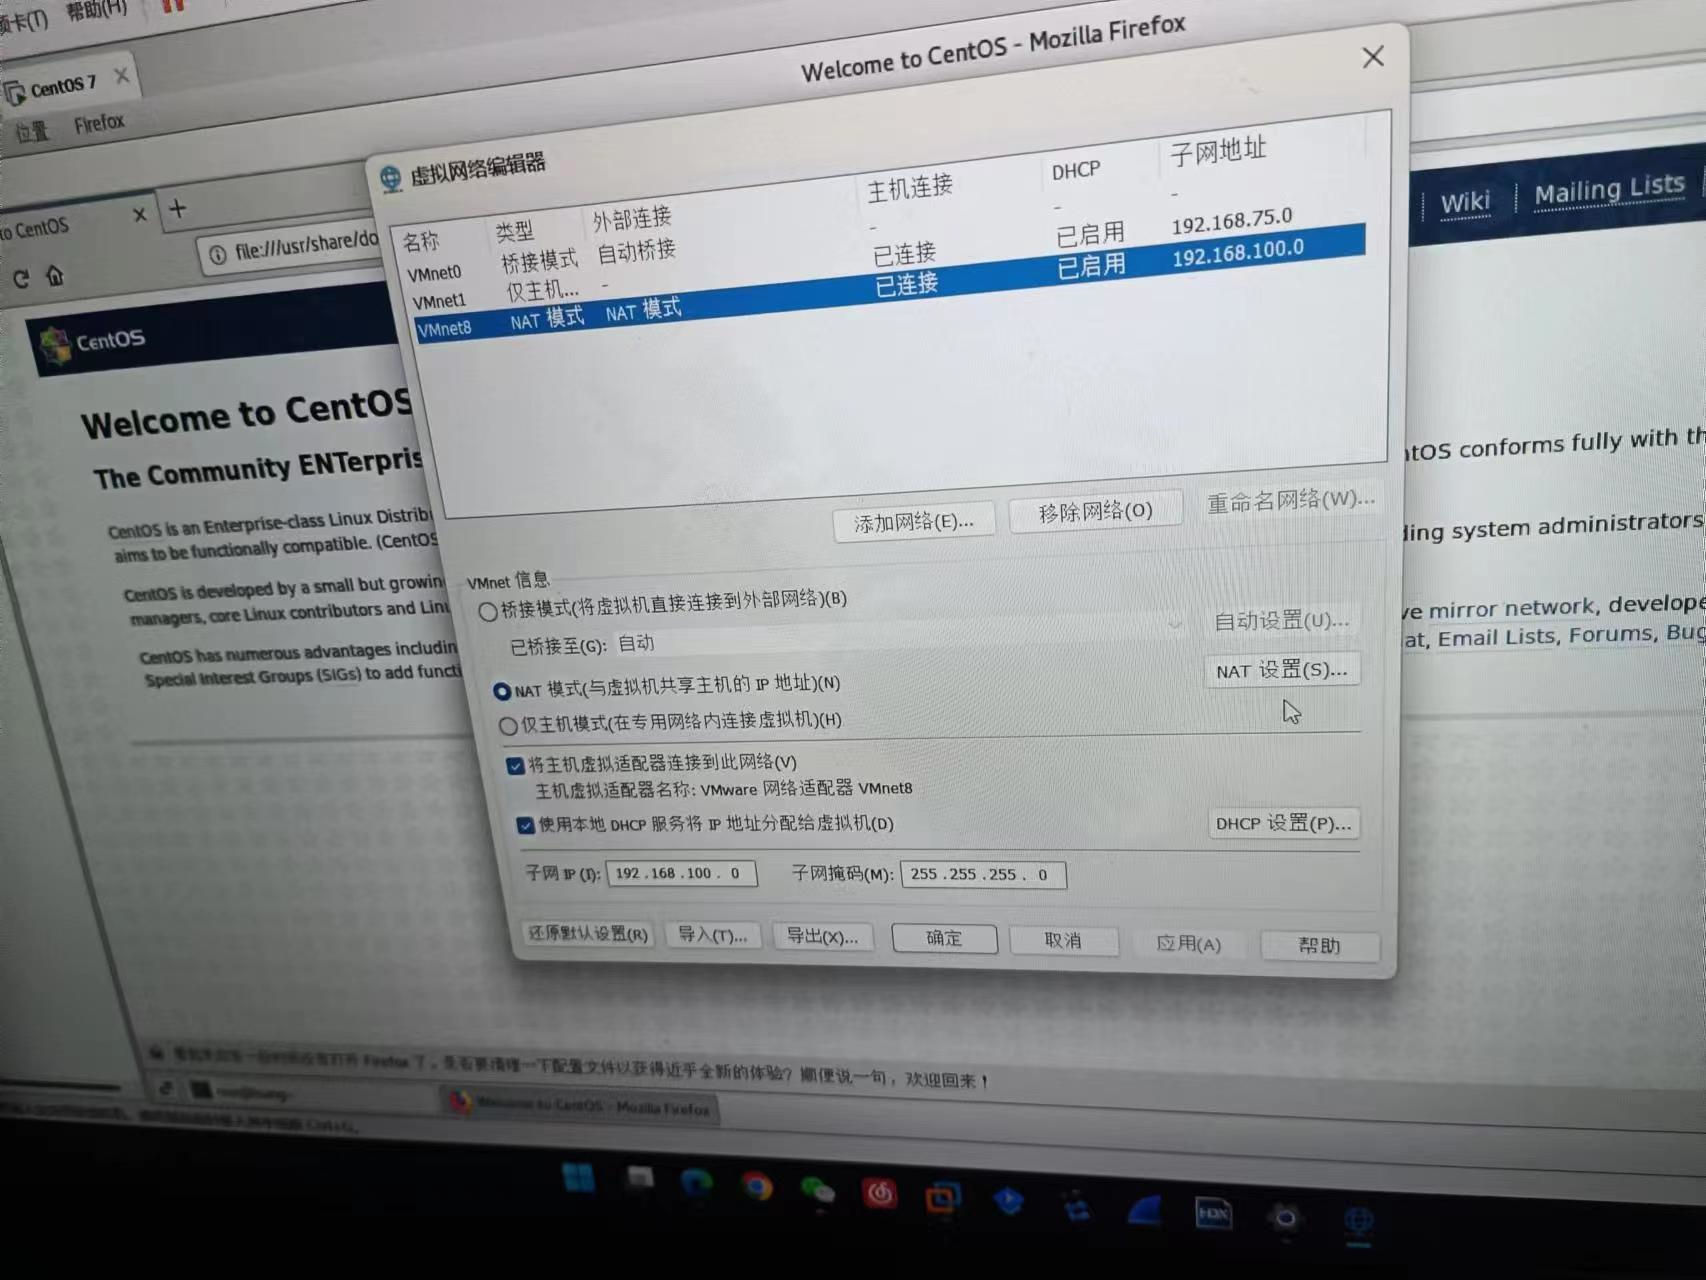 项卡(T) 帮助(H)
CentOS 7
位置 Firefox
Welcome to CentOS - Mozilla Firefox
to CentOS
file:///usr/share/do
CentOS
Wiki
Mailing Lists
Welcome to CentOS
The Community ENTerpris
CentOS is an Enterprise-class Linux Distribu
aims to be functionally compatible. (CentOS
CentOS is developed by a small but growin
managers, core Linux contributors and Linu
CentOS has numerous advantages includin
Special Interest Groups (SIGs) to add functi
ntOS conforms fully with th
ding system administrators
ve mirror network, develope
at, Email Lists, Forums, Bug
虚拟网络编辑器
名称 类型 外部连接 主机连接 DHCP 子网地址
VMnet0 桥接模式 自动桥接 - - -
VMnet1 仅主机... - 已连接 已启用 192.168.75.0
VMnet8 NAT 模式 NAT 模式 已连接 已启用 192.168.100.0
添加网络(E)... 移除网络(O) 重命名网络(W)...
VMnet 信息
桥接模式(将虚拟机直接连接到外部网络)(B)
已桥接至(G): 自动 自动设置(U)...
NAT 模式(与虚拟机共享主机的 IP 地址)(N) NAT 设置(S)...
仅主机模式(在专用网络内连接虚拟机)(H)
将主机虚拟适配器连接到此网络(V)
主机虚拟适配器名称: VMware 网络适配器 VMnet8
使用本地 DHCP 服务将 IP 地址分配给虚拟机(D) DHCP 设置(P)...
子网 IP (I): 192 . 168 . 100 . 0 子网掩码(M): 255 . 255 . 255 . 0
还原默认设置(R) 导入(T)... 导出(X)... 确定 取消 应用(A) 帮助
Firefox 了，是否要清理一下配置文件以获得近乎全新的体验？顺便说一句，欢迎回来！
Welcome to CentOS - Mozilla Firefox
Ctrl+G。
HDX